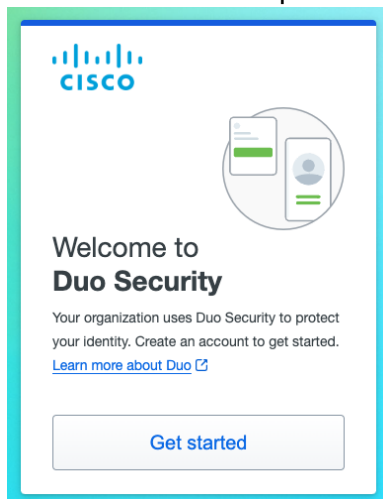 CISCO
Welcome to
Duo Security
Your organization uses Duo Security to protect
your identity. Create an account to get started.
Learn more about Duo
Get started